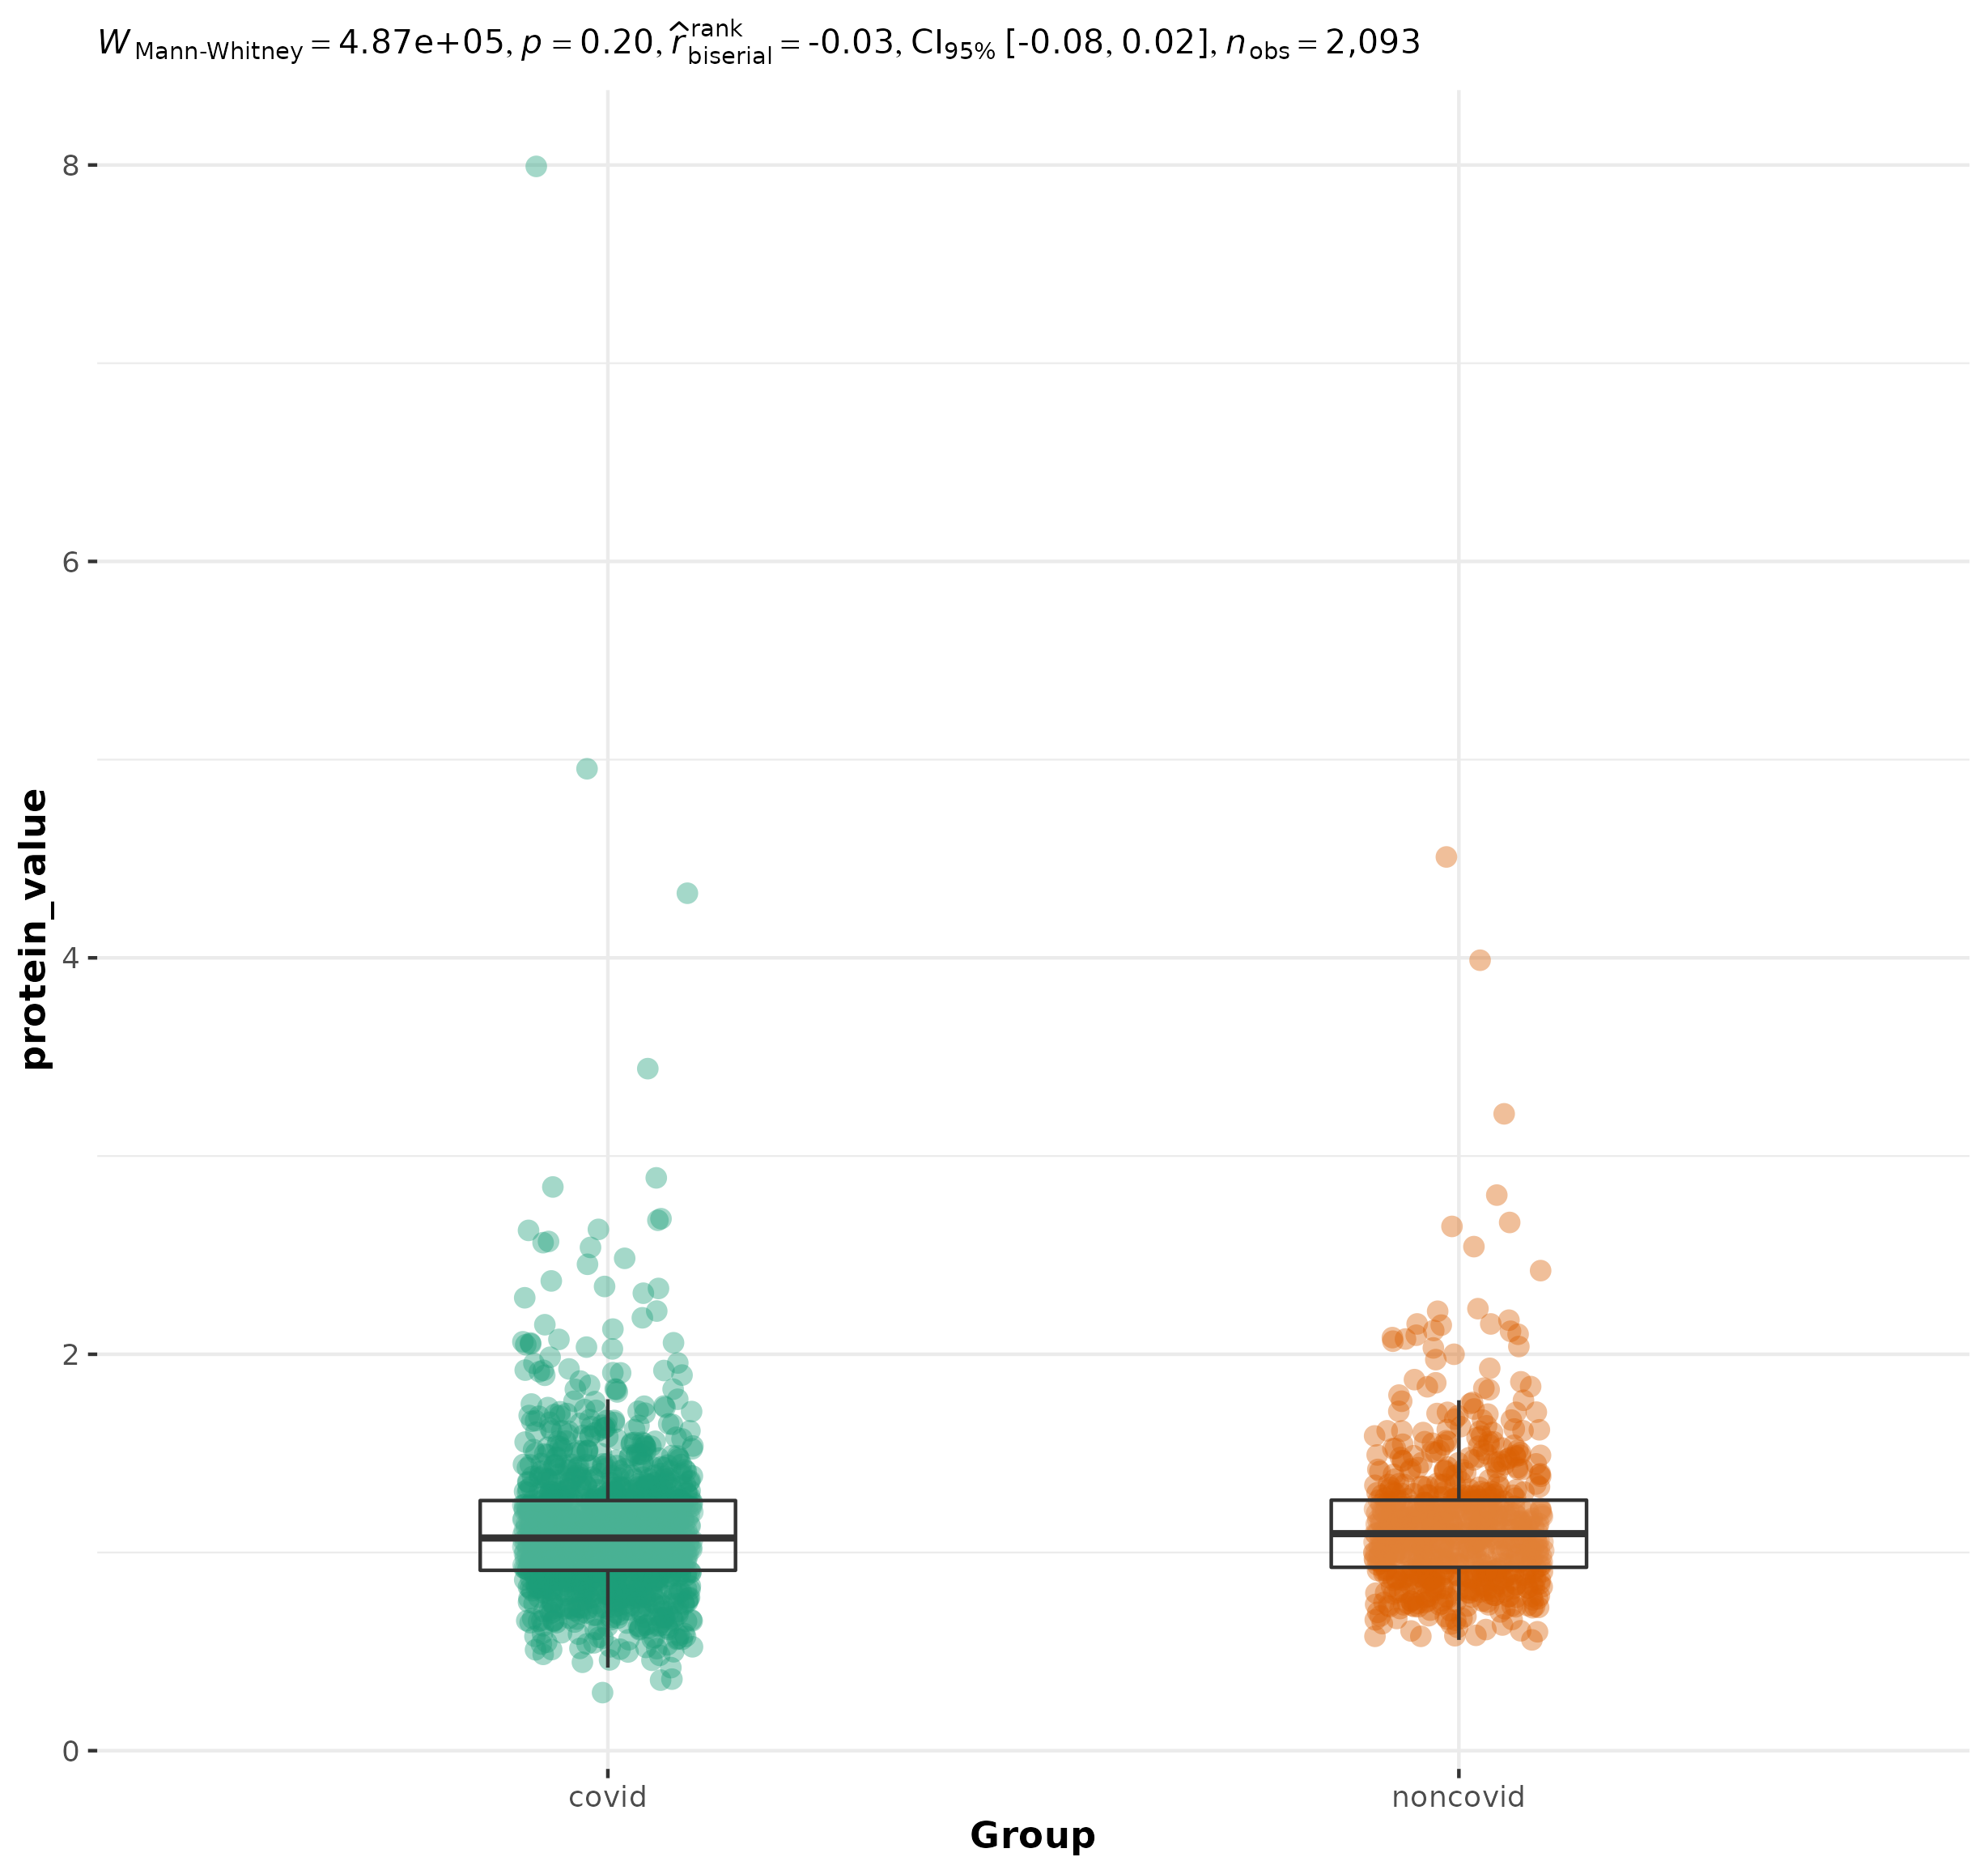 W Mann-Whitney = 4.87e+05, p = 0.20, r̂ rank biserial = -0.03, CI95% [-0.08, 0.02], nobs = 2,093
protein_value
8
6
4
2
0
covid noncovid
Group